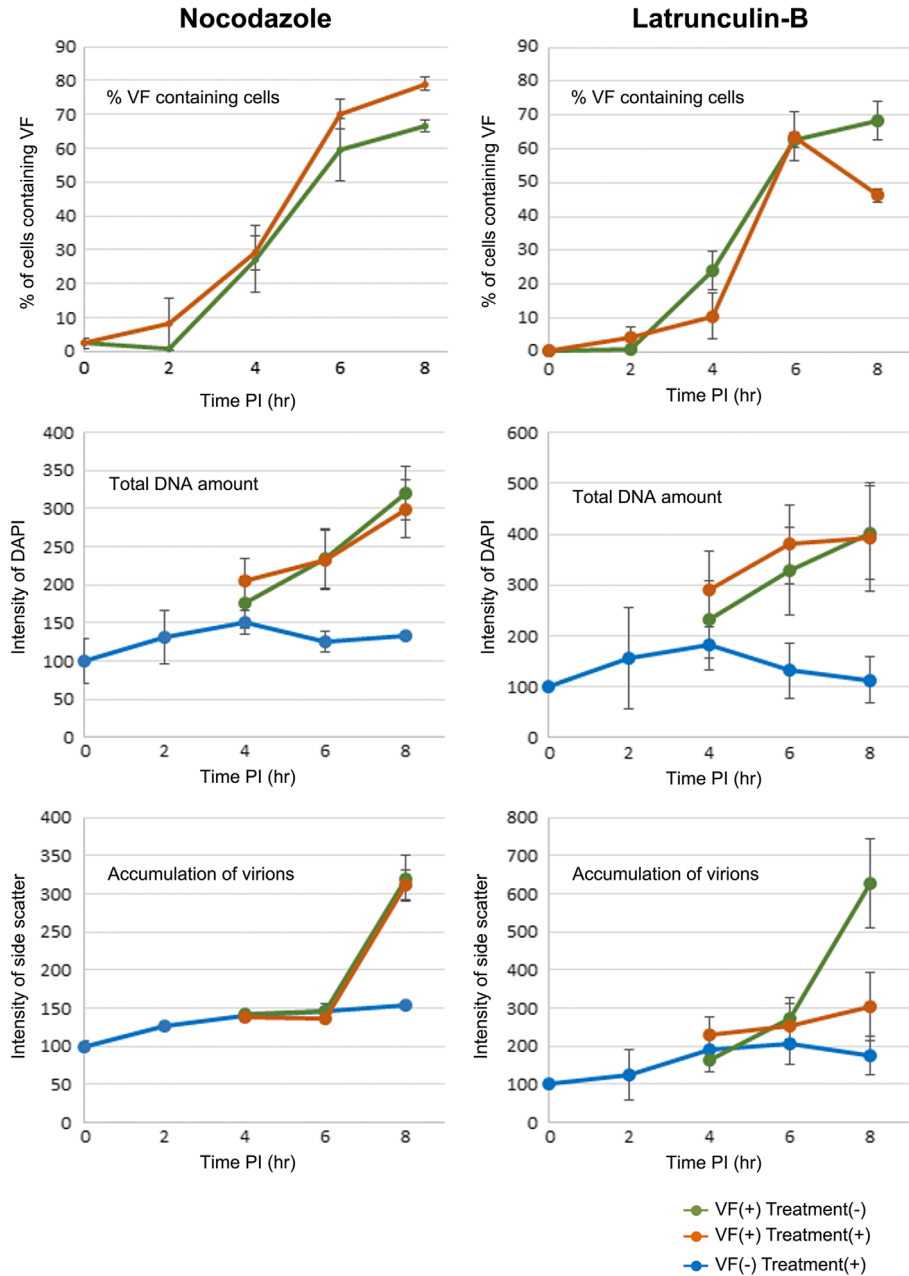 Nocodazole
Latrunculin-B
% of cells containing VF
90
80
70
60
50
40
30
20
10
0
% VF containing cells
0 2 4 6 8
Time PI (hr)
% of cells containing VF
90
80
70
60
50
40
30
20
10
0
% VF containing cells
0 2 4 6 8
Time PI (hr)
Intensity of DAPI
400
350
300
250
200
150
100
50
0
Total DNA amount
0 2 4 6 8
Time PI (hr)
Intensity of DAPI
600
500
400
300
200
100
0
Total DNA amount
0 2 4 6 8
Time PI (hr)
Intensity of side scatter
400
350
300
250
200
150
100
50
0
Accumulation of virions
0 2 4 6 8
Time PI (hr)
Intensity of side scatter
800
700
600
500
400
300
200
100
0
Accumulation of virions
0 2 4 6 8
Time PI (hr)
VF(+) Treatment(-)
VF(+) Treatment(+)
VF(-) Treatment(+)